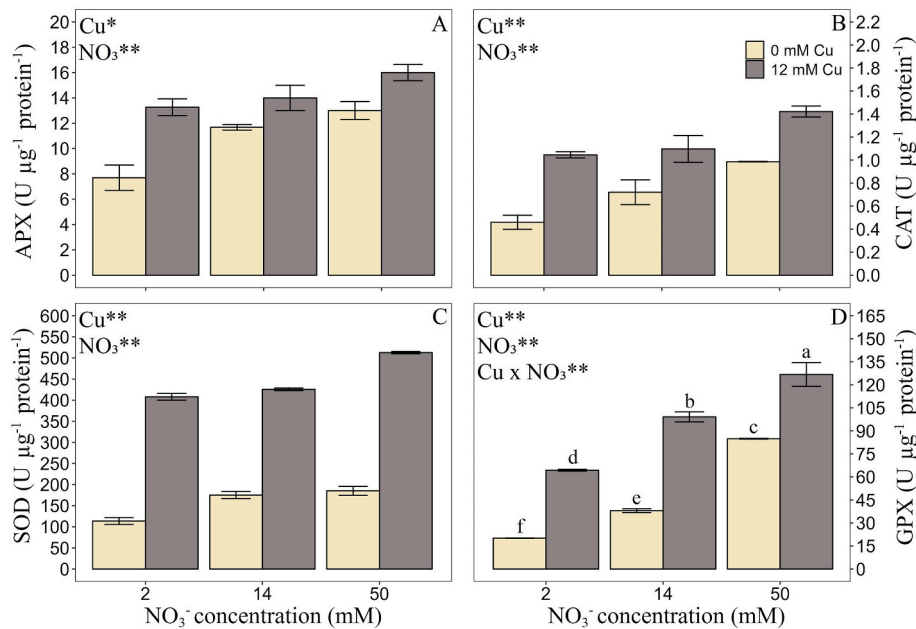 Cu*
NO₃**
A
APX (U µg⁻¹ protein⁻¹)
20
18
16
14
12
10
8
6
4
2
0
Cu**
NO₃**
B
0 mM Cu
12 mM Cu
CAT (U µg⁻¹ protein⁻¹)
2.2
2.0
1.8
1.6
1.4
1.2
1.0
0.8
0.6
0.4
0.2
0.0
Cu**
NO₃**
C
SOD (U µg⁻¹ protein⁻¹)
600
550
500
450
400
350
300
250
200
150
100
50
0
2
14
50
NO₃⁻ concentration (mM)
Cu**
NO₃**
Cu x NO₃**
D
f
d
e
b
c
a
GPX (U µg⁻¹ protein⁻¹)
165
150
135
120
105
90
75
60
45
30
15
0
2
14
50
NO₃⁻ concentration (mM)